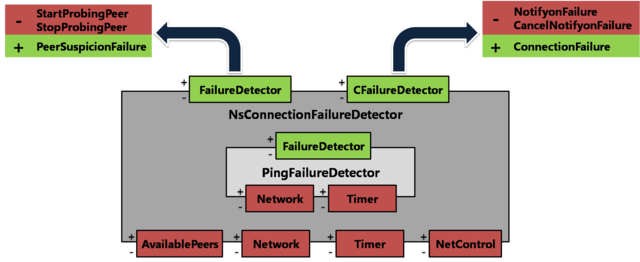 - StartProbingPeer
StopProbingPeer
+ PeerSuspicionFailure
- NotifyonFailure
CancelNotifyonFailure
+ ConnectionFailure
+ FailureDetector
-
+ CFailureDetector
-
NsConnectionFailureDetector
+ FailureDetector
-
PingFailureDetector
+ Network
-
+ Timer
-
+ AvailablePeers
-
+ Network
-
+ Timer
-
+ NetControl
-